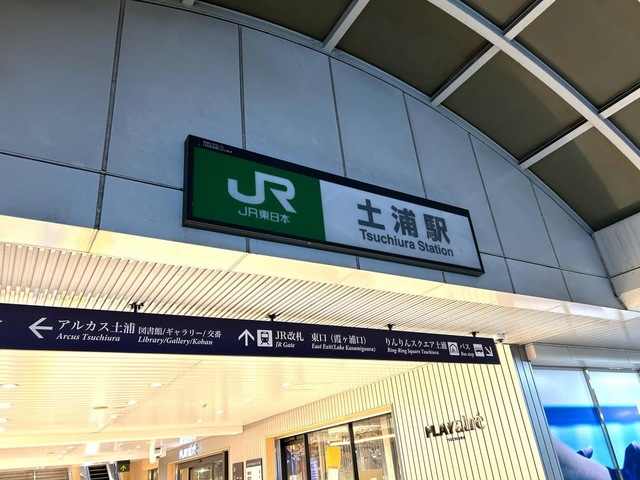 JR
JR東日本
土浦駅
Tsuchiura Station
アルカス土浦 図書館/ギャラリー/交番
Arcus Tsuchiura Library/Gallery/Koban
JR改札
JR Gate
東口（霞ヶ浦口）
East Exit(Lake Kasumigaura)
りんりんスクエア土浦
Ring-Ring Square Tsuchiura
バス
Bus stop
PLAYatré
TSUCHIURA